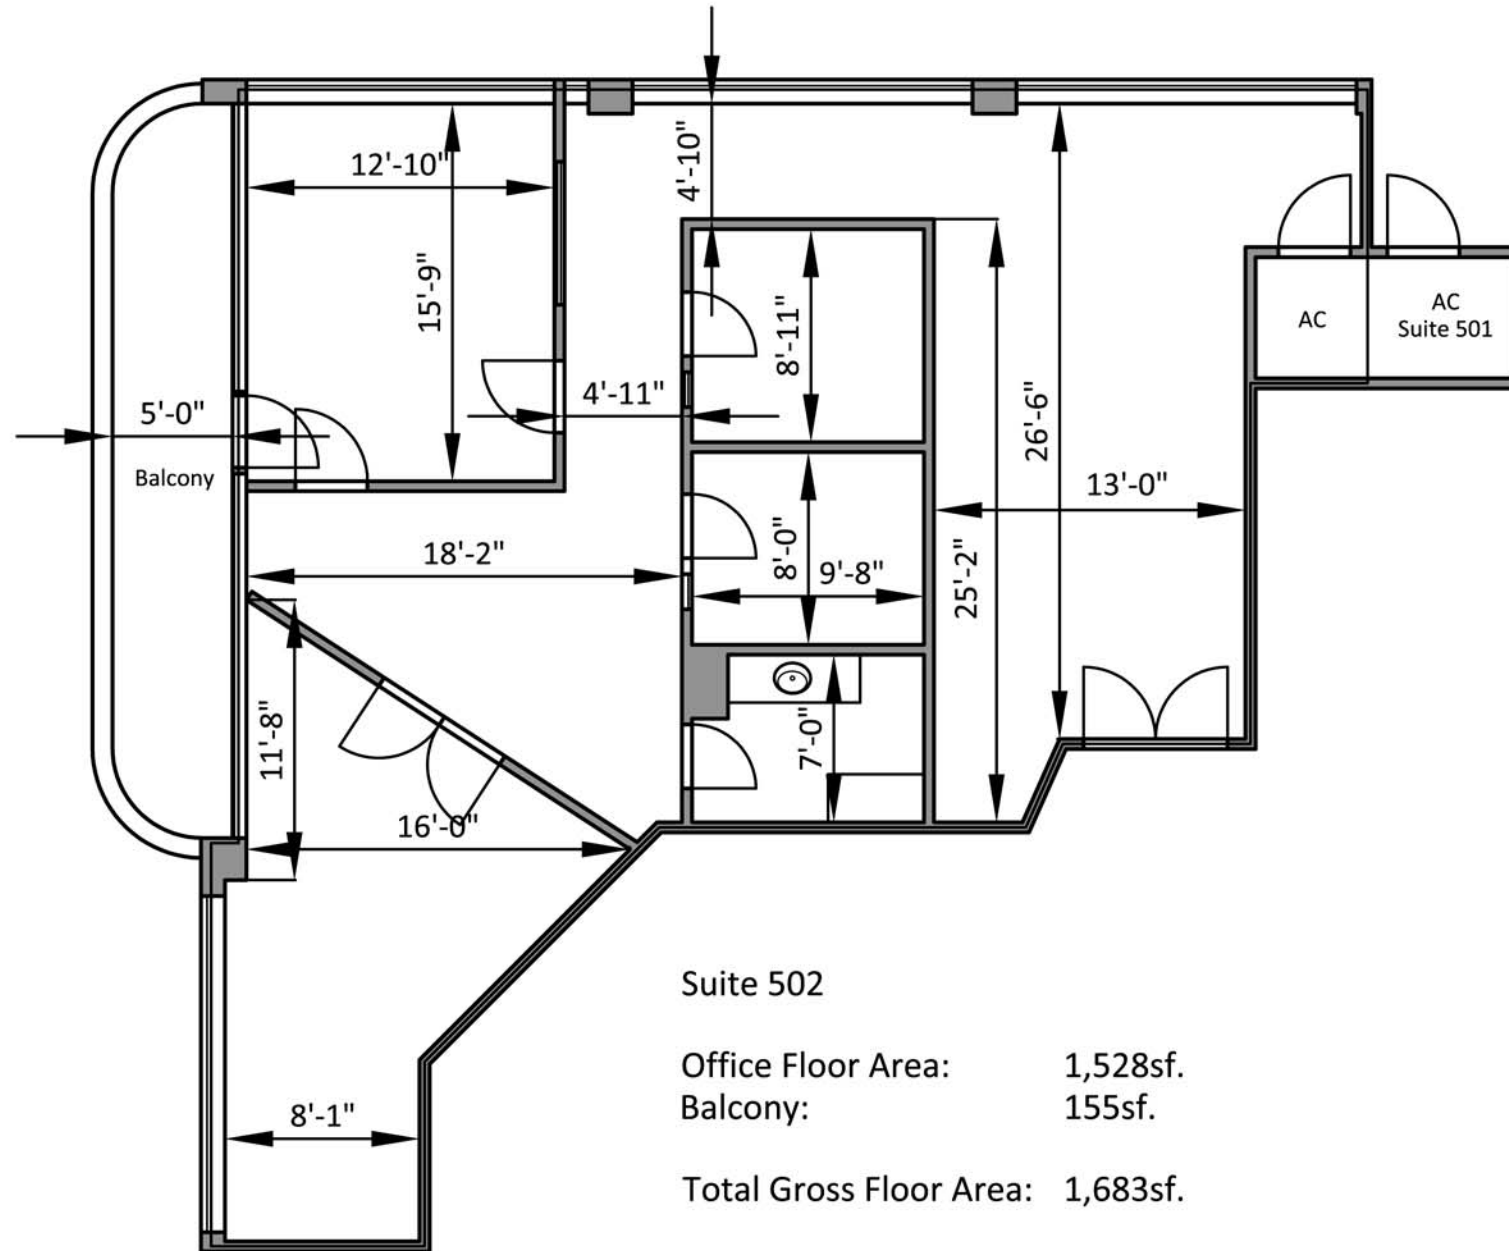 4'-10"
12'-10"
15'-9"
8'-11"
AC
AC
Suite 501
5'-0"
4'-11"
26'-6"
Balcony
13'-0"
18'-2"
8'-0"
9'-8"
25'-2"
11'-8"
7'-0"
16'-0"
Suite 502
Office Floor Area: 1,528sf.
Balcony: 155sf.
8'-1"
Total Gross Floor Area: 1,683sf.